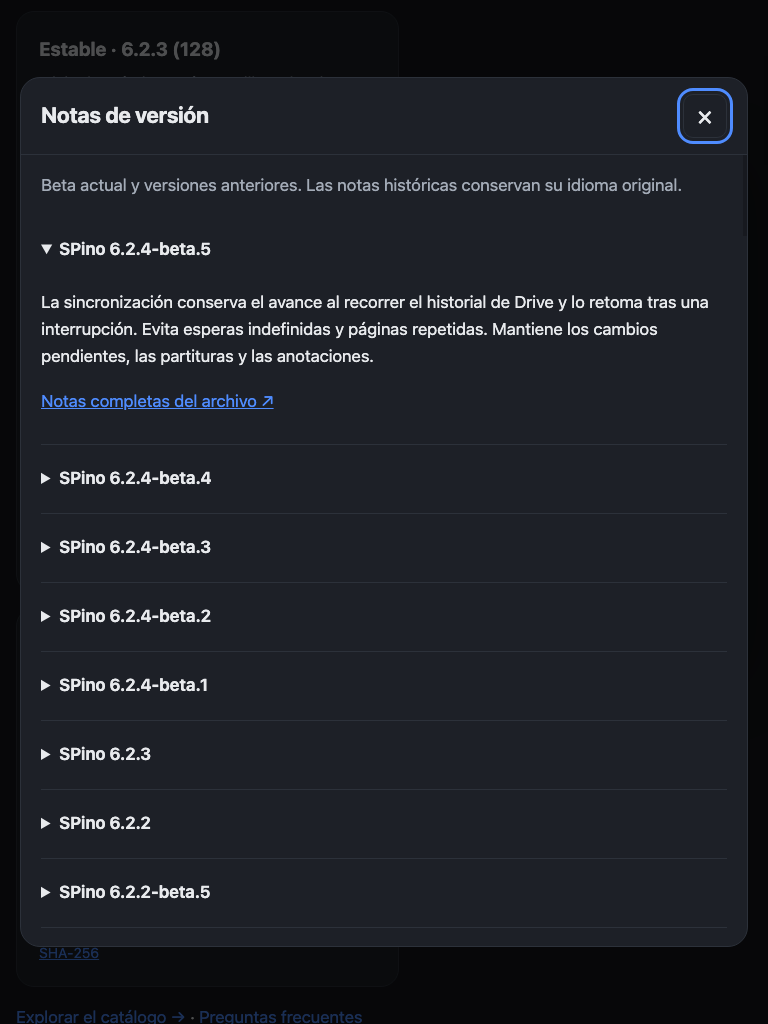 Estable · 6.2.3 (128)
Notas de versión
×
Beta actual y versiones anteriores. Las notas históricas conservan su idioma original.
▼ SPino 6.2.4-beta.5
La sincronización conserva el avance al recorrer el historial de Drive y lo retoma tras una
interrupción. Evita esperas indefinidas y páginas repetidas. Mantiene los cambios
pendientes, las partituras y las anotaciones.
Notas completas del archivo ↗
▶ SPino 6.2.4-beta.4
▶ SPino 6.2.4-beta.3
▶ SPino 6.2.4-beta.2
▶ SPino 6.2.4-beta.1
▶ SPino 6.2.3
▶ SPino 6.2.2
▶ SPino 6.2.2-beta.5
SHA-256
Explorar el catálogo → · Preguntas frecuentes